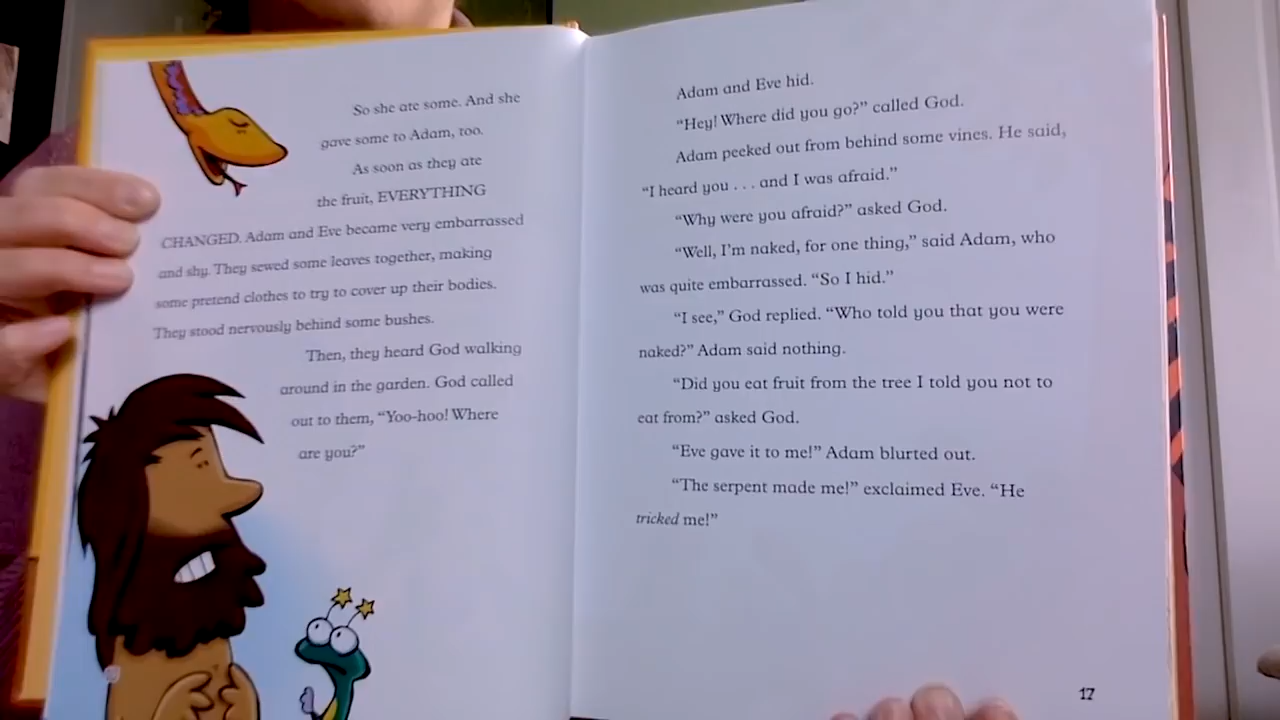 So she ate some. And she
gave some to Adam, too.
As soon as they ate
the fruit, EVERYTHING
CHANGED. Adam and Eve became very embarrassed
and shy. They sewed some leaves together, making
some pretend clothes to try to cover up their bodies.
They stood nervously behind some bushes.
Then, they heard God walking
around in the garden. God called
out to them, “Yoo-hoo! Where
are you?”
Adam and Eve hid.
“Hey! Where did you go?” called God.
Adam peeked out from behind some vines. He said,
“I heard you . . . and I was afraid.”
“Why were you afraid?” asked God.
“Well, I’m naked, for one thing,” said Adam, who
was quite embarrassed. “So I hid.”
“I see,” God replied. “Who told you that you were
naked?” Adam said nothing.
“Did you eat fruit from the tree I told you not to
eat from?” asked God.
“Eve gave it to me!” Adam blurted out.
“The serpent made me!” exclaimed Eve. “He
tricked me!”
17